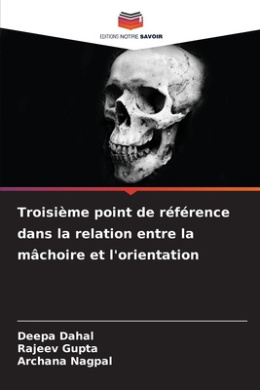 EDITIONS NOTRE SAVOIR
Troisième point de référence
dans la relation entre la
mâchoire et l'orientation
Deepa Dahal
Rajeev Gupta
Archana Nagpal